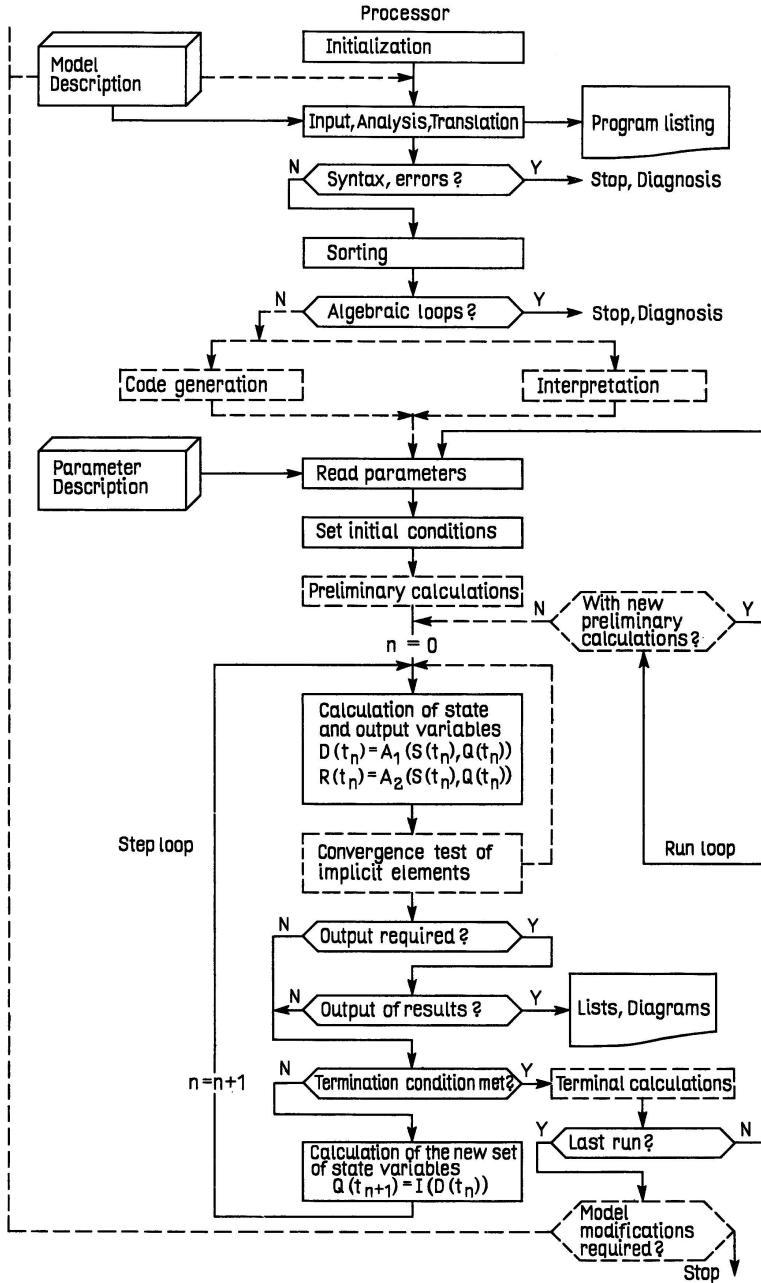 Processor
Initialization
Model
Description
Input, Analysis, Translation
Program listing
N
Syntax, errors?
Y
Stop, Diagnosis
Sorting
N
Algebraic loops?
Y
Stop, Diagnosis
Code generation
Interpretation
Parameter
Description
Read parameters
Set initial conditions
Preliminary calculations
N
With new
preliminary
calculations?
Y
n = 0
Calculation of state
and output variables
D(tₙ)=A₁(S(tₙ),Q(tₙ))
R(tₙ)=A₂(S(tₙ),Q(tₙ))
Step loop
Run loop
Convergence test of
implicit elements
N
Output required?
Y
N
Output of results?
Y
Lists, Diagrams
n=n+1
N
Termination condition met?
Y
Terminal calculations
Y
Last run?
N
Calculation of the new set
of state variables
Q(tₙ₊₁)=I(D(tₙ))
Model
modifications
required?
Stop